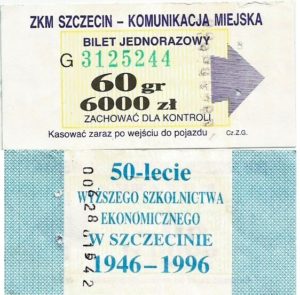 ZKM SZCZECIN – KOMUNIKACJA MIEJSKA
BILET JEDNORAZOWY
G 3125244
60 gr
6000 zł
ZACHOWAĆ DLA KONTROLI
Kasować zaraz po wejściu do pojazdu Cz.Z.G.
50-lecie
WYŻSZEGO SZKOLNICTWA
EKONOMICZNEGO
W SZCZECINIE
1946–1996